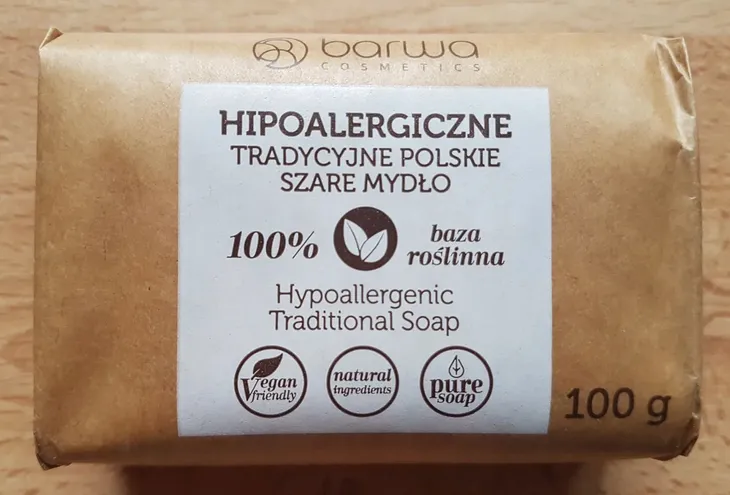 barwa
COSMETICS
HIPOALERGICZNE
TRADYCYJNE POLSKIE
SZARE MYDŁO
100% baza
roślinna
Hypoallergenic
Traditional Soap
Vegan
friendly
natural
ingredients
pure
soap
100 g